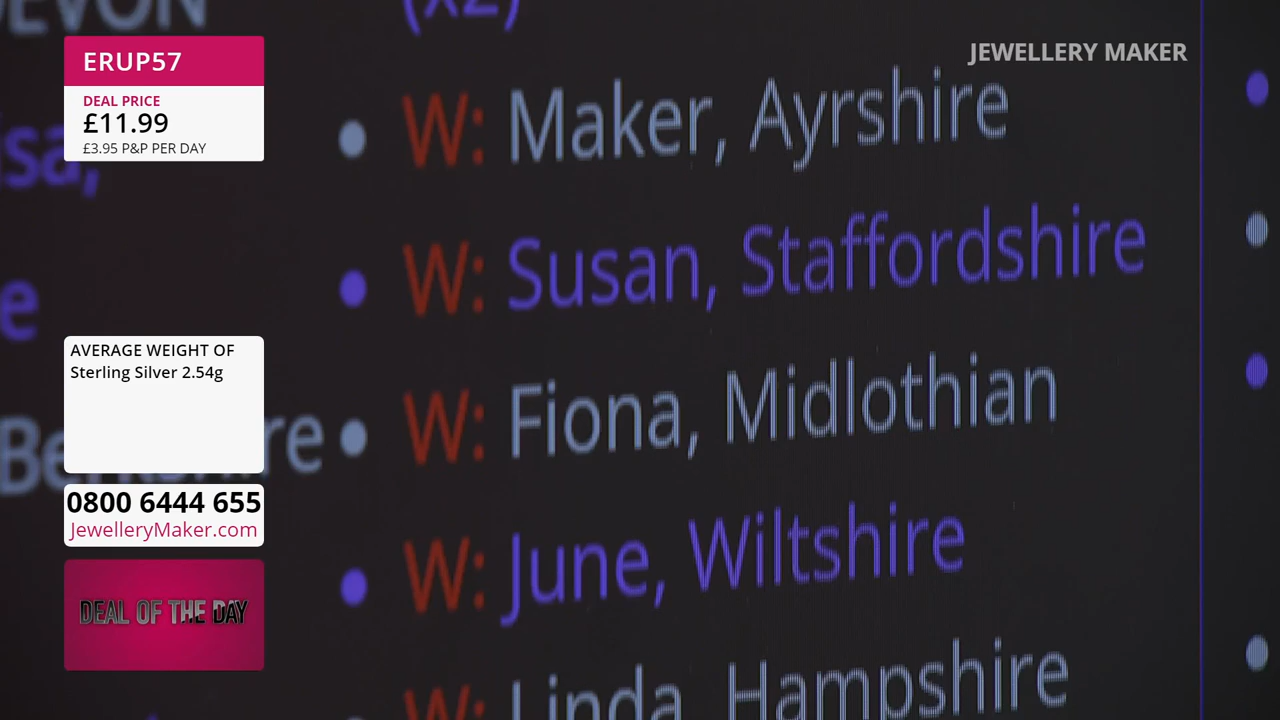 ERUP57
DEAL PRICE
£11.99
£3.95 P&P PER DAY
AVERAGE WEIGHT OF
Sterling Silver 2.54g
0800 6444 655
JewelleryMaker.com
DEAL OF THE DAY
JEWELLERY MAKER
(x2)
W: Maker, Ayrshire
W: Susan, Staffordshire
W: Fiona, Midlothian
W: June, Wiltshire
W: Linda, Hampshire